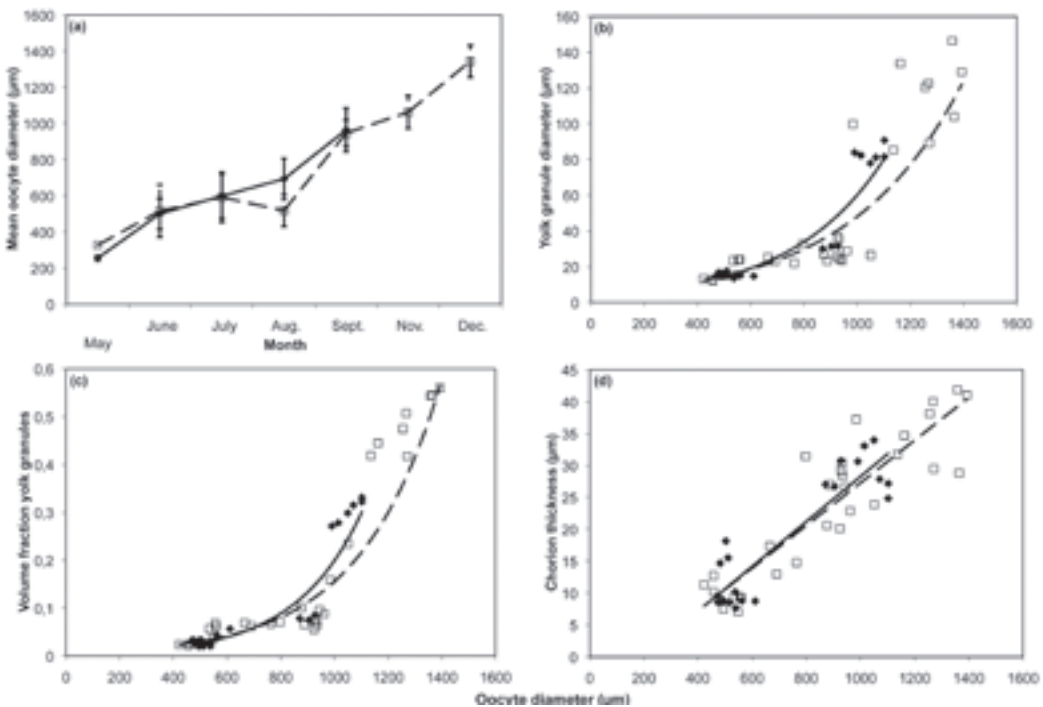 (a)
Mean oocyte diameter (µm)
1600
1400
1200
1000
800
600
400
200
0
May
June
July
Aug.
Sept.
Nov.
Dec.
Month
(b)
Yolk granule diameter (µm)
160
140
120
100
80
60
40
20
0
0 200 400 600 800 1000 1200 1400 1600
(c)
Volume fraction yolk granules
0,6
0,5
0,4
0,3
0,2
0,1
0
0 200 400 600 800 1000 1200 1400 1600
(d)
Chorion thickness (µm)
45
40
35
30
25
20
15
10
5
0
0 200 400 600 800 1000 1200 1400 1600
Oocyte diameter (µm)